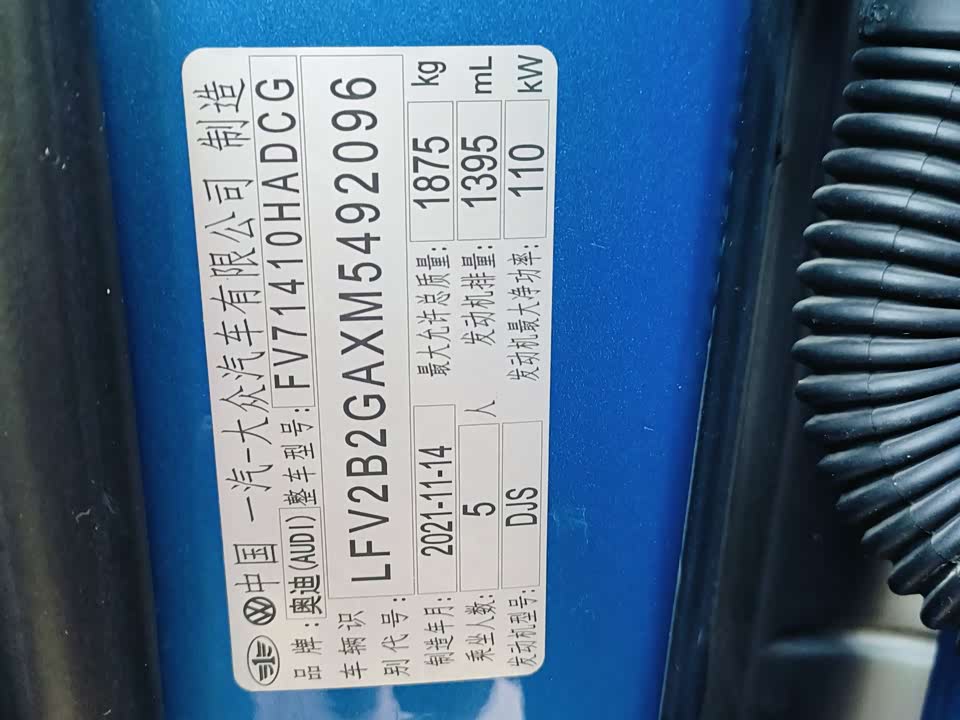 中国 一汽-大众汽车有限公司 制造
品牌: 奥迪(AUDI) 整车型号: FV71410HADCG
车辆识别代号: LFV2B2GAXM5492096
制造年月: 2021-11-14 最大允许总质量: 1875 kg
乘坐人数: 5 人 发动机排量: 1395 mL
发动机型号: DJS 发动机最大净功率: 110 kW